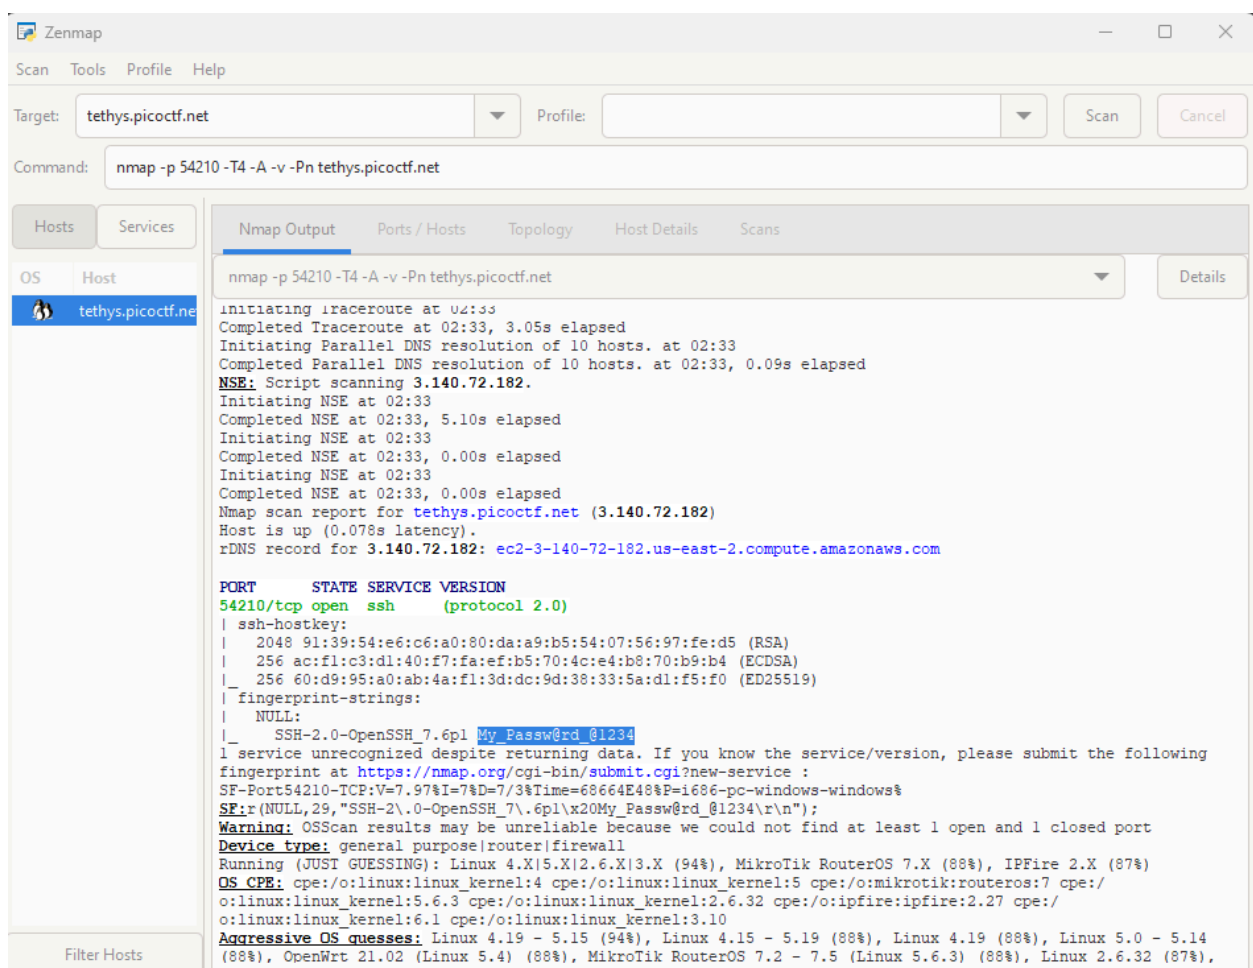 Zenmap
Scan Tools Profile Help
Target: tethys.picoctf.net Profile: Scan Cancel
Command: nmap -p 54210 -T4 -A -v -Pn tethys.picoctf.net
Hosts Services
Nmap Output Ports / Hosts Topology Host Details Scans
OS Host
nmap -p 54210 -T4 -A -v -Pn tethys.picoctf.net Details
tethys.picoctf.ne
Initiating Traceroute at 02:33
Completed Traceroute at 02:33, 3.05s elapsed
Initiating Parallel DNS resolution of 10 hosts. at 02:33
Completed Parallel DNS resolution of 10 hosts. at 02:33, 0.09s elapsed
NSE: Script scanning 3.140.72.182.
Initiating NSE at 02:33
Completed NSE at 02:33, 5.10s elapsed
Initiating NSE at 02:33
Completed NSE at 02:33, 0.00s elapsed
Initiating NSE at 02:33
Completed NSE at 02:33, 0.00s elapsed
Nmap scan report for tethys.picoctf.net (3.140.72.182)
Host is up (0.078s latency).
rDNS record for 3.140.72.182: ec2-3-140-72-182.us-east-2.compute.amazonaws.com
PORT STATE SERVICE VERSION
54210/tcp open ssh (protocol 2.0)
| ssh-hostkey:
| 2048 91:39:54:e6:c6:a0:80:da:a9:b5:54:07:56:97:fe:d5 (RSA)
| 256 ac:f1:c3:d1:40:f7:fa:ef:b5:70:4c:e4:b8:70:b9:b4 (ECDSA)
|_ 256 60:d9:95:a0:ab:4a:f1:3d:dc:9d:38:33:5a:d1:f5:f0 (ED25519)
| fingerprint-strings:
| NULL:
|_ SSH-2.0-OpenSSH_7.6p1 My_Passw@rd_@1234
1 service unrecognized despite returning data. If you know the service/version, please submit the following
fingerprint at https://nmap.org/cgi-bin/submit.cgi?new-service :
SF-Port54210-TCP:V=7.97%I=7%D=7/3%Time=68664E48%P=i686-pc-windows-windows%
SF:r(NULL,29,"SSH-2\.0-OpenSSH_7\.6p1\x20My_Passw@rd_@1234\r\n");
Warning: OSScan results may be unreliable because we could not find at least 1 open and 1 closed port
Device type: general purpose|router|firewall
Running (JUST GUESSING): Linux 4.X|5.X|2.6.X|3.X (94%), MikroTik RouterOS 7.X (88%), IPFire 2.X (87%)
OS CPE: cpe:/o:linux:linux_kernel:4 cpe:/o:linux:linux_kernel:5 cpe:/o:mikrotik:routeros:7 cpe:/
o:linux:linux_kernel:5.6.3 cpe:/o:linux:linux_kernel:2.6.32 cpe:/o:ipfire:ipfire:2.27 cpe:/
o:linux:linux_kernel:6.1 cpe:/o:linux:linux_kernel:3.10
Aggressive OS guesses: Linux 4.19 - 5.15 (94%), Linux 4.15 - 5.19 (88%), Linux 4.19 (88%), Linux 5.0 - 5.14
(88%), OpenWrt 21.02 (Linux 5.4) (88%), MikroTik RouterOS 7.2 - 7.5 (Linux 5.6.3) (88%), Linux 2.6.32 (87%),
Filter Hosts